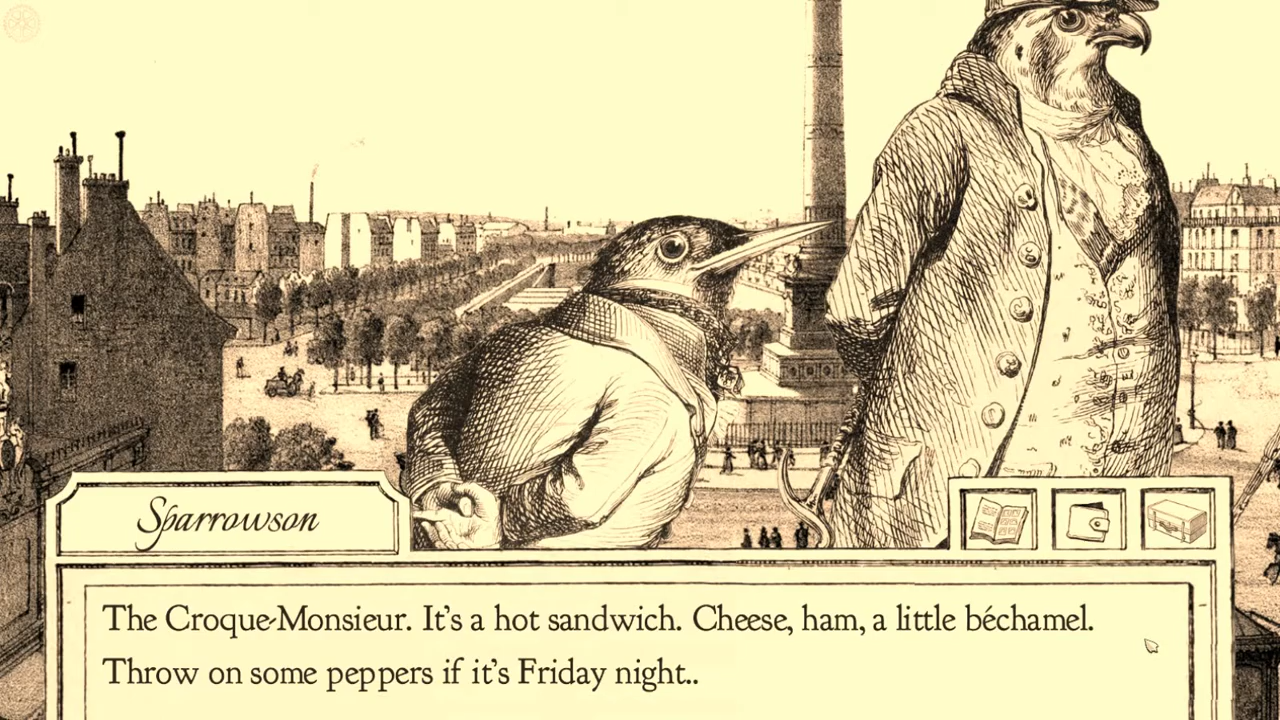 Sparrowson
The Croque-Monsieur. It's a hot sandwich. Cheese, ham, a little béchamel.
Throw on some peppers if it's Friday night..